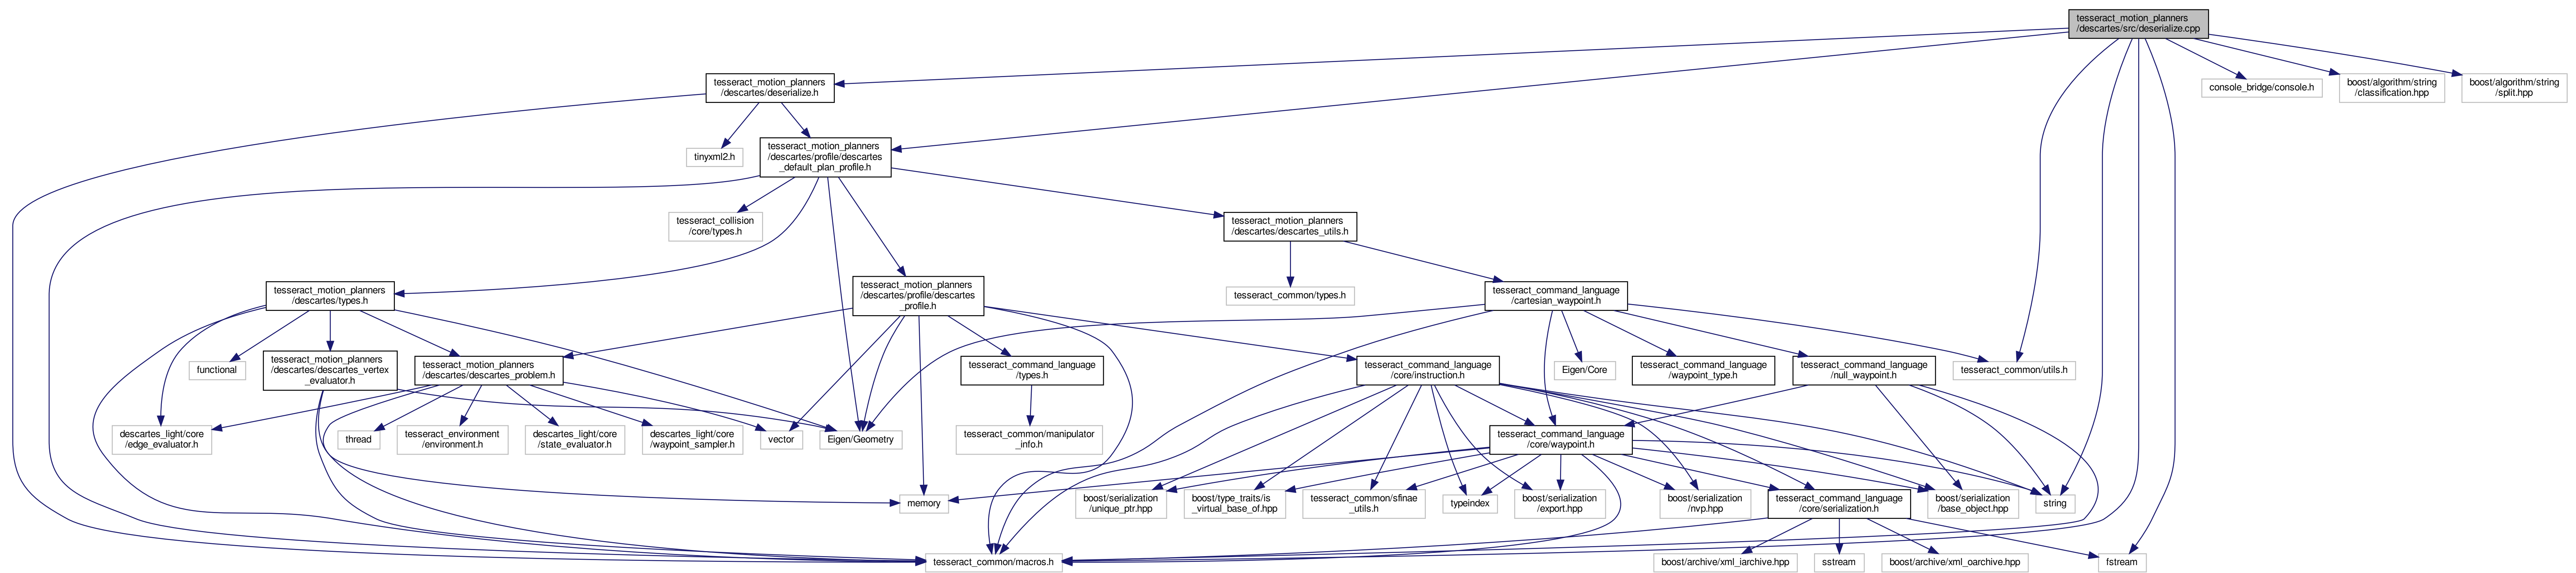 tesseract_motion_planners
/descartes/src/deserialize.cpp
tesseract_motion_planners
/descartes/deserialize.h
console_bridge/console.h
boost/algorithm/string
/classification.hpp
boost/algorithm/string
/split.hpp
tinyxml2.h
tesseract_motion_planners
/descartes/profile/descartes
_default_plan_profile.h
tesseract_collision
/core/types.h
tesseract_motion_planners
/descartes/descartes_utils.h
tesseract_motion_planners
/descartes/types.h
tesseract_motion_planners
/descartes/profile/descartes
_profile.h
tesseract_common/types.h
tesseract_command_language
/cartesian_waypoint.h
functional
tesseract_motion_planners
/descartes/descartes_vertex
_evaluator.h
tesseract_motion_planners
/descartes/descartes_problem.h
tesseract_command_language
/types.h
tesseract_command_language
/core/instruction.h
Eigen/Core
tesseract_command_language
/waypoint_type.h
tesseract_command_language
/null_waypoint.h
tesseract_common/utils.h
descartes_light/core
/edge_evaluator.h
thread
tesseract_environment
/environment.h
descartes_light/core
/state_evaluator.h
descartes_light/core
/waypoint_sampler.h
vector
Eigen/Geometry
tesseract_common/manipulator
_info.h
tesseract_command_language
/core/waypoint.h
memory
boost/serialization
/unique_ptr.hpp
boost/type_traits/is
_virtual_base_of.hpp
tesseract_common/sfinae
_utils.h
typeindex
boost/serialization
/export.hpp
boost/serialization
/nvp.hpp
tesseract_command_language
/core/serialization.h
boost/serialization
/base_object.hpp
string
tesseract_common/macros.h
boost/archive/xml_iarchive.hpp
sstream
boost/archive/xml_oarchive.hpp
fstream